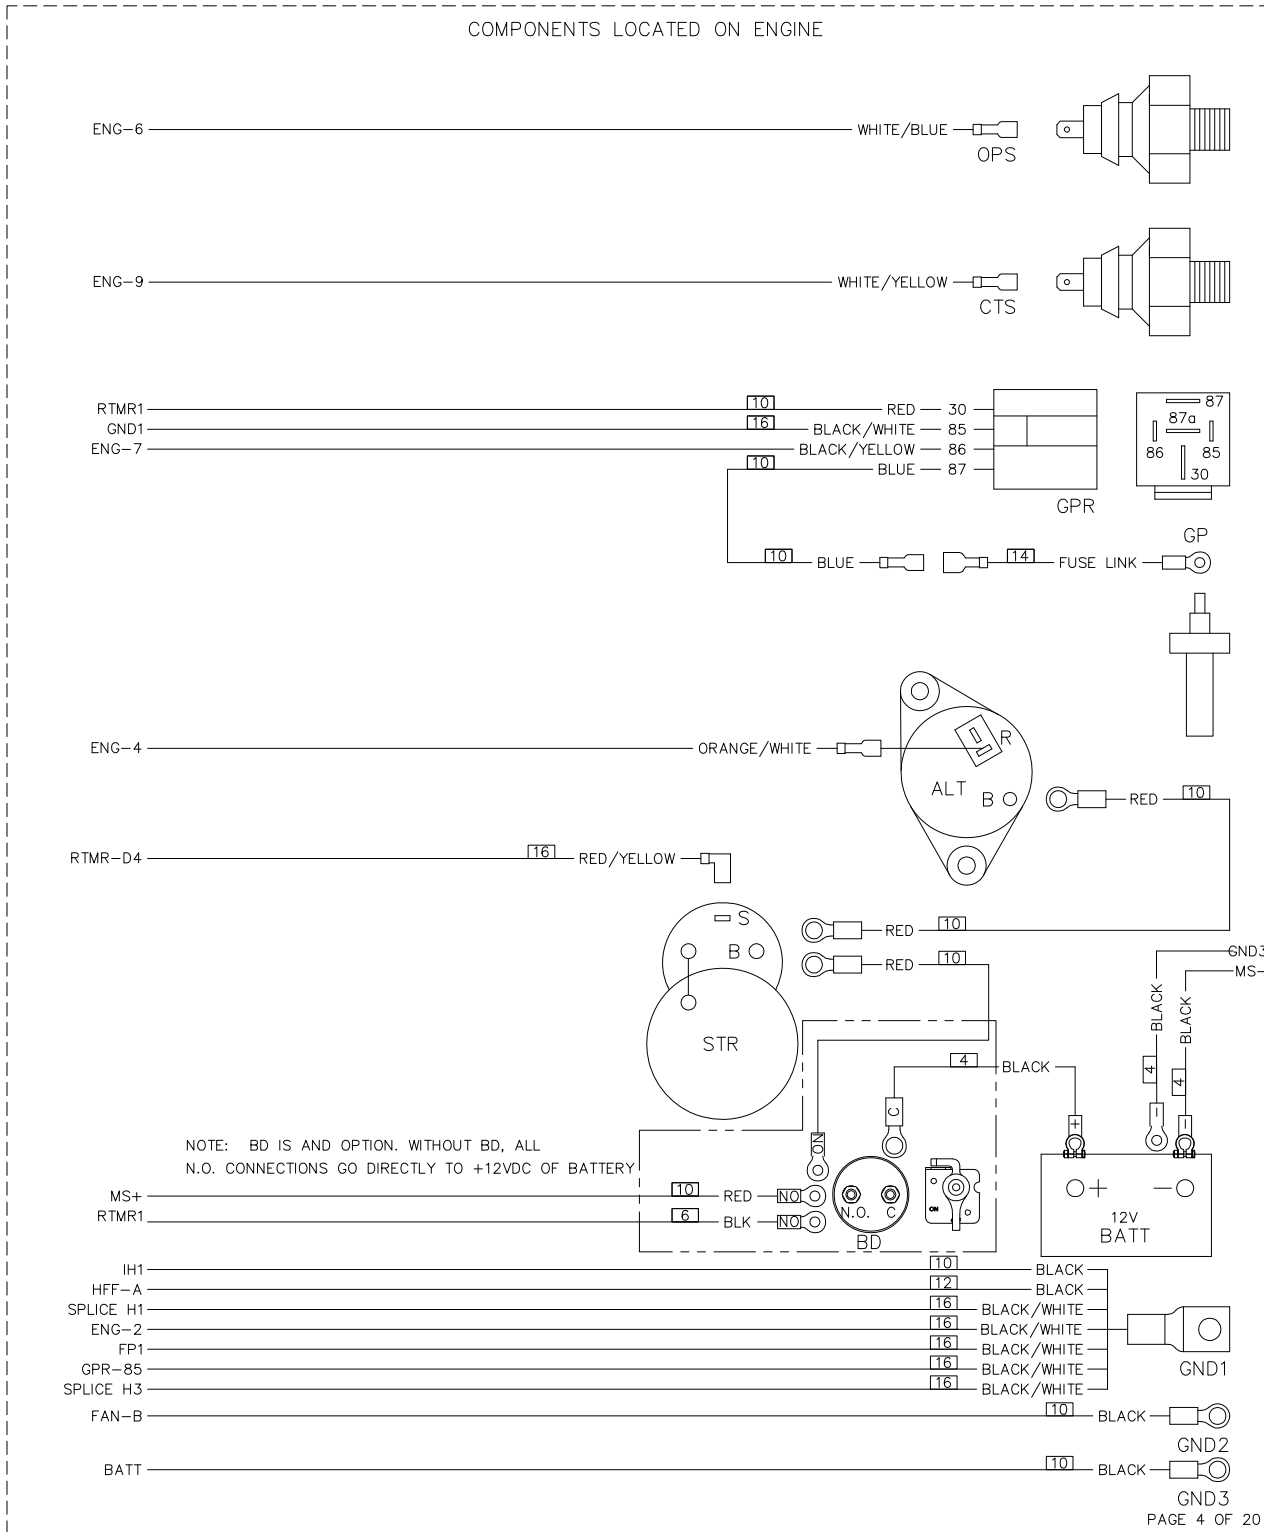 COMPONENTS LOCATED ON ENGINE
ENG-6 WHITE/BLUE
OPS
ENG-9 WHITE/YELLOW
CTS
RTMR1 10 RED 30
GND1 16 BLACK/WHITE 85
ENG-7 BLACK/YELLOW 86
10 BLUE 87
GPR
87
87a
86 85
30
GP
10 BLUE 14 FUSE LINK
ENG-4 ORANGE/WHITE
R
ALT B
RED 10
RTMR-D4 16 RED/YELLOW
S
B
RED 10
RED 10
STR
GND3
MS-
BLACK
BLACK
4
4
4 BLACK
C
NO
+
-
-
NOTE: BD IS AND OPTION. WITHOUT BD, ALL
N.O. CONNECTIONS GO DIRECTLY TO +12VDC OF BATTERY
MS+ 10 RED NO
RTMR1 6 BLK NO
N.O. C
BD
ON
+ -
12V
BATT
IH1 10 BLACK
HFF-A 12 BLACK
SPLICE H1 16 BLACK/WHITE
ENG-2 16 BLACK/WHITE
FP1 16 BLACK/WHITE
GPR-85 16 BLACK/WHITE
SPLICE H3 16 BLACK/WHITE
GND1
FAN-B 10 BLACK
GND2
BATT 10 BLACK
GND3
PAGE 4 OF 20